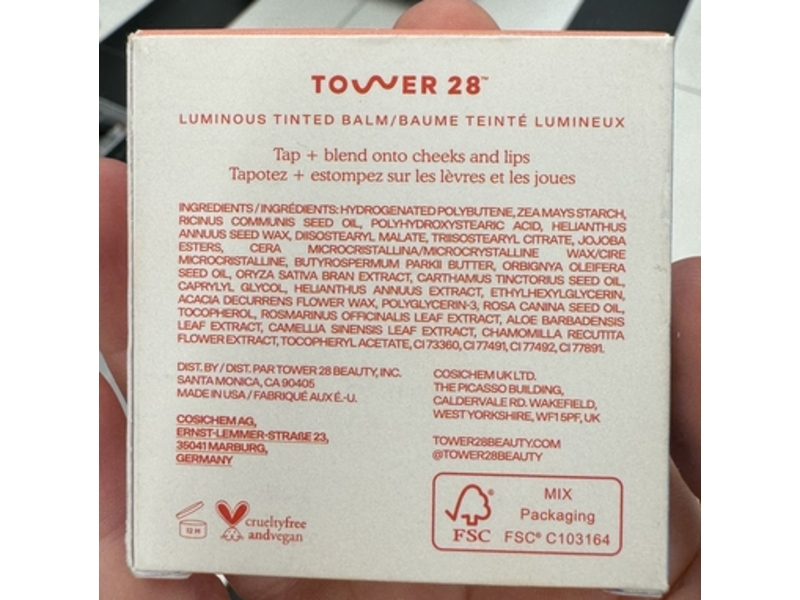 TOWER 28™
LUMINOUS TINTED BALM/BAUME TEINTÉ LUMINEUX
Tap + blend onto cheeks and lips
Tapotez + estompez sur les lèvres et les joues
INGREDIENTS / INGRÉDIENTS: HYDROGENATED POLYBUTENE, ZEA MAYS STARCH,
RICINUS COMMUNIS SEED OIL, POLYHYDROXYSTEARIC ACID, HELIANTHUS
ANNUUS SEED WAX, DIISOSTEARYL MALATE, TRIISOSTEARYL CITRATE, JOJOBA
ESTERS, CERA MICROCRISTALLINA/MICROCRYSTALLINE WAX/CIRE
MICROCRISTALLINE, BUTYROSPERMUM PARKII BUTTER, ORBIGNYA OLEIFERA
SEED OIL, ORYZA SATIVA BRAN EXTRACT, CARTHAMUS TINCTORIUS SEED OIL,
CAPRYLYL GLYCOL, HELIANTHUS ANNUUS EXTRACT, ETHYLHEXYLGLYCERIN,
ACACIA DECURRENS FLOWER WAX, POLYGLYCERIN-3, ROSA CANINA SEED OIL,
TOCOPHEROL, ROSMARINUS OFFICINALIS LEAF EXTRACT, ALOE BARBADENSIS
LEAF EXTRACT, CAMELLIA SINENSIS LEAF EXTRACT, CHAMOMILLA RECUTITA
FLOWER EXTRACT, TOCOPHERYL ACETATE, CI 73360, CI 77491, CI 77492, CI 77891.
DIST. BY / DIST. PAR TOWER 28 BEAUTY, INC.
SANTA MONICA, CA 90405
MADE IN USA / FABRIQUÉ AUX É.-U.
COSICHEM AG,
ERNST-LEMMER-STRAßE 23,
35041 MARBURG,
GERMANY
COSICHEM UK LTD.
THE PICASSO BUILDING,
CALDERVALE RD. WAKEFIELD,
WEST YORKSHIRE, WF1 5PF, UK
TOWER28BEAUTY.COM
@TOWER28BEAUTY
12 M
crueltyfree
andvegan
FSC
MIX
Packaging
FSC® C103164